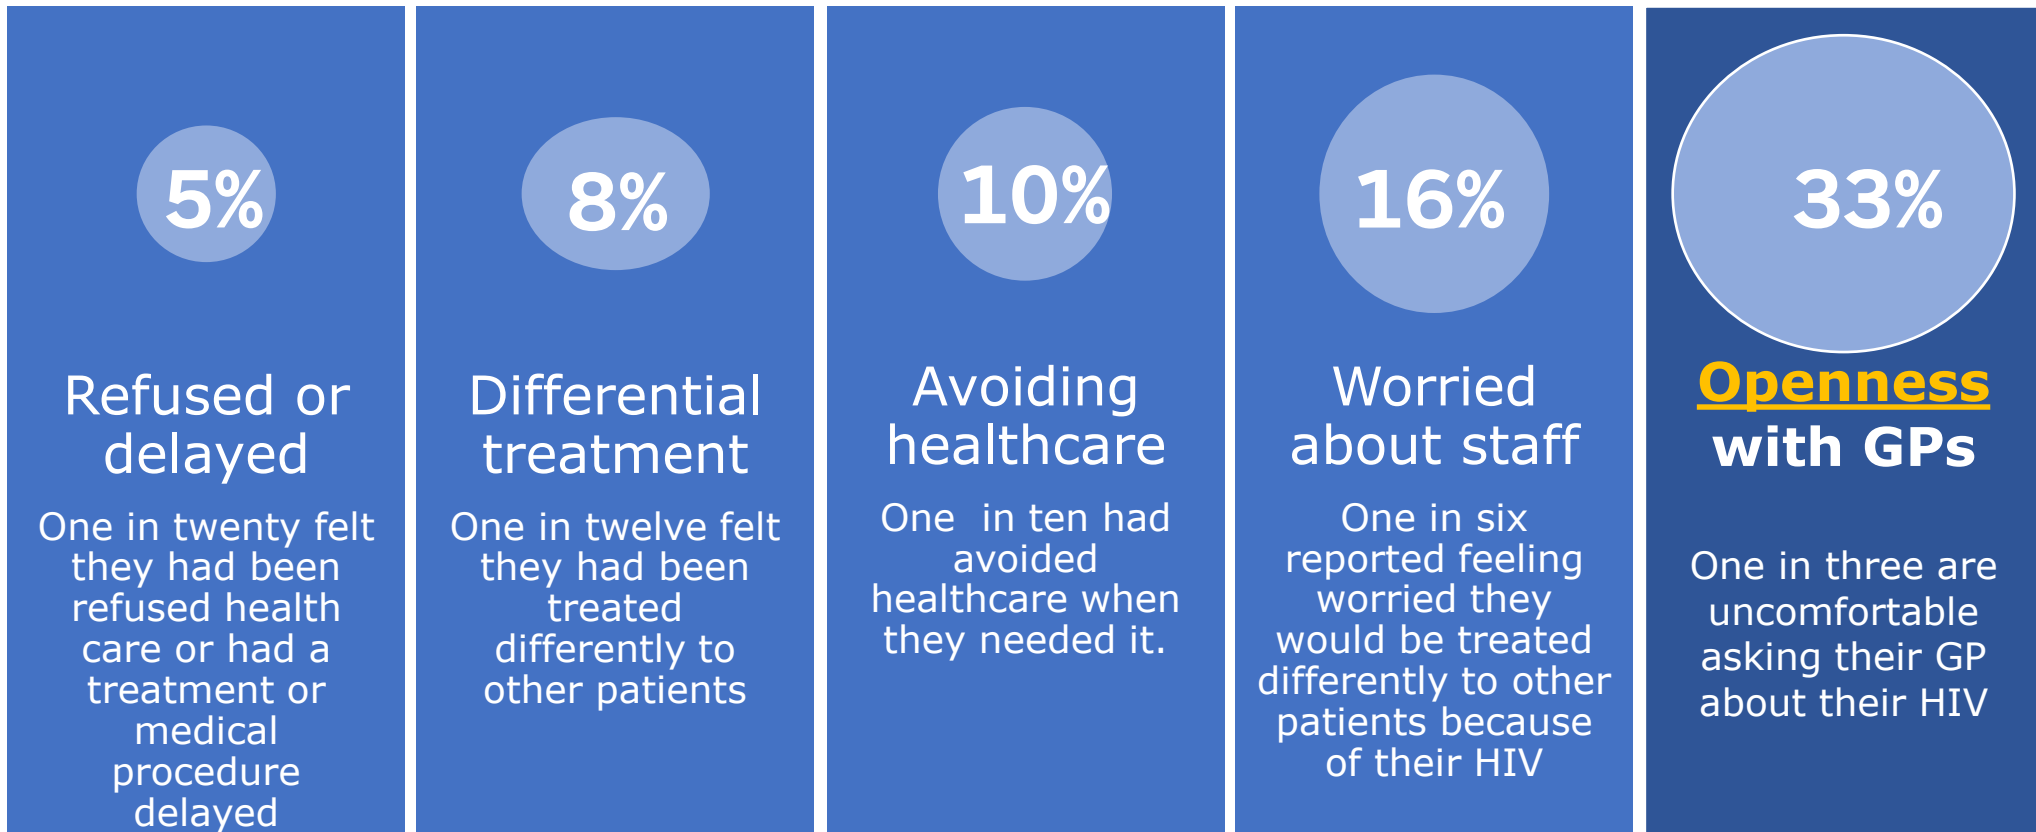 5%
Refused or
delayed
One in twenty felt
they had been
refused health
care or had a
treatment or
medical
procedure
delayed
8%
Differential
treatment
One in twelve felt
they had been
treated
differently to
other patients
10%
Avoiding
healthcare
One  in ten had
avoided
healthcare when
they needed it.
16%
Worried
about staff
One in six
reported feeling
worried they
would be treated
differently to other
patients because
of their HIV
33%
Openness
with GPs
One in three are
uncomfortable
asking their GP
about their HIV